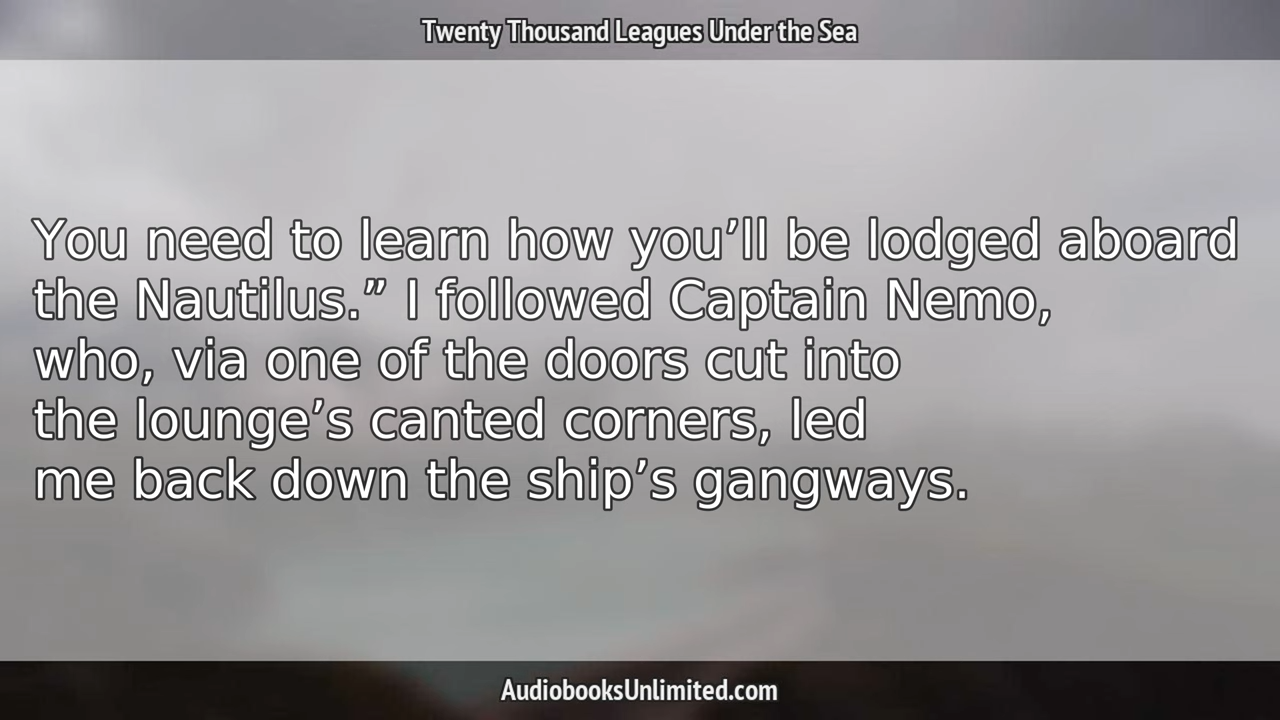 Twenty Thousand Leagues Under the Sea
You need to learn how you’ll be lodged aboard
the Nautilus.” I followed Captain Nemo,
who, via one of the doors cut into
the lounge’s canted corners, led
me back down the ship’s gangways.
AudiobooksUnlimited.com